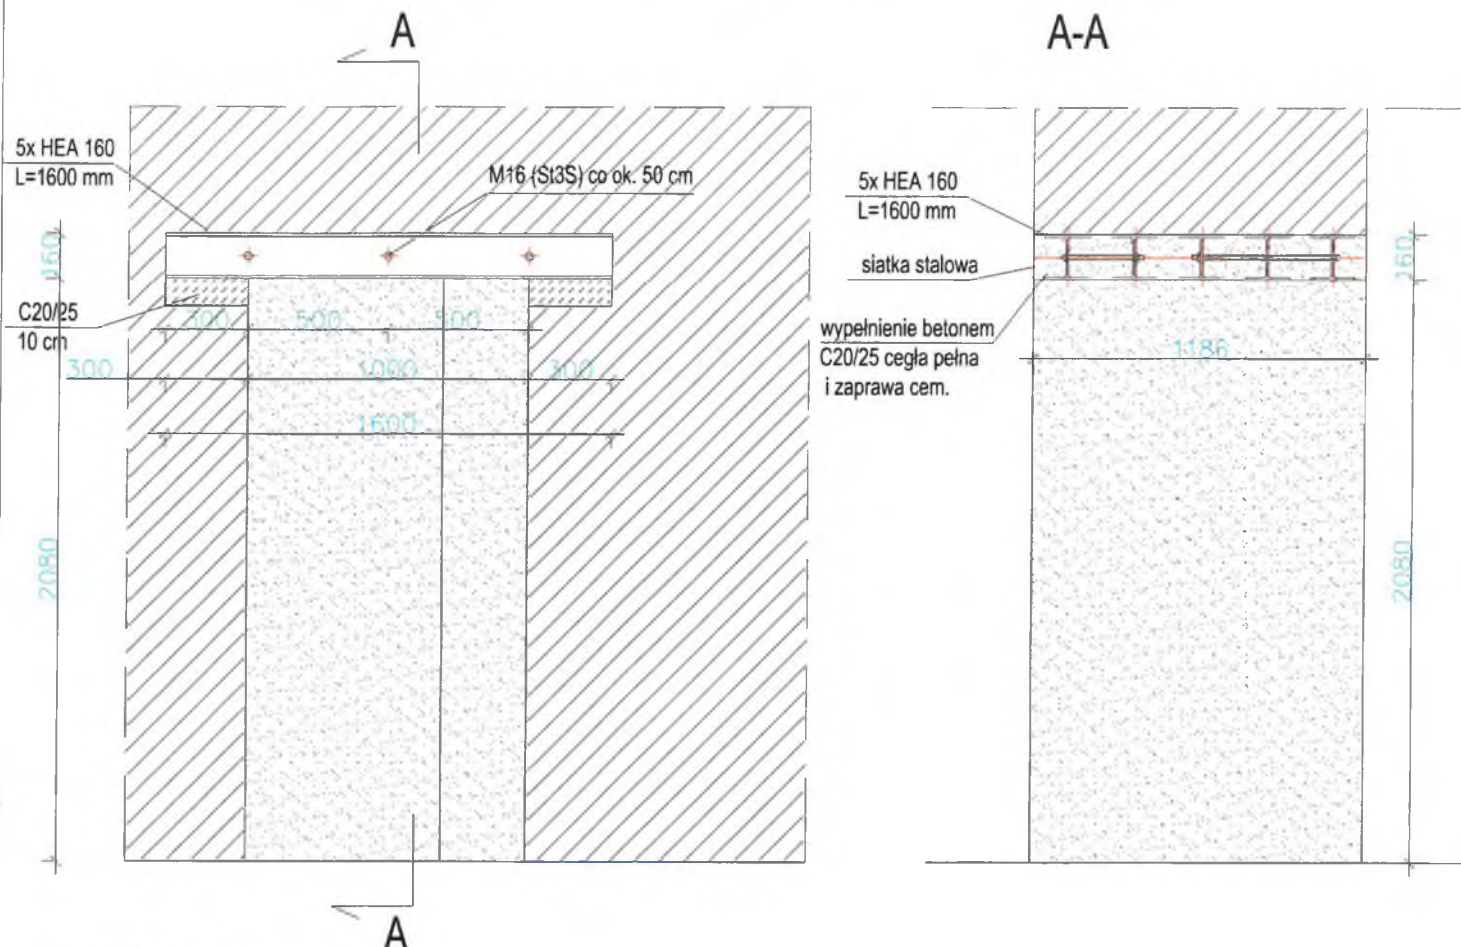 A
A-A
5x HEA 160
L=1600 mm
M16 (St3S) co ok. 50 cm
160
C20/25
10 cm
300 500 500
300 1000 300
1600
2080
A
5x HEA 160
L=1600 mm
siatka stalowa
160
wypełnienie betonem
C20/25 cegła pełna
i zaprawa cem.
1186
2080